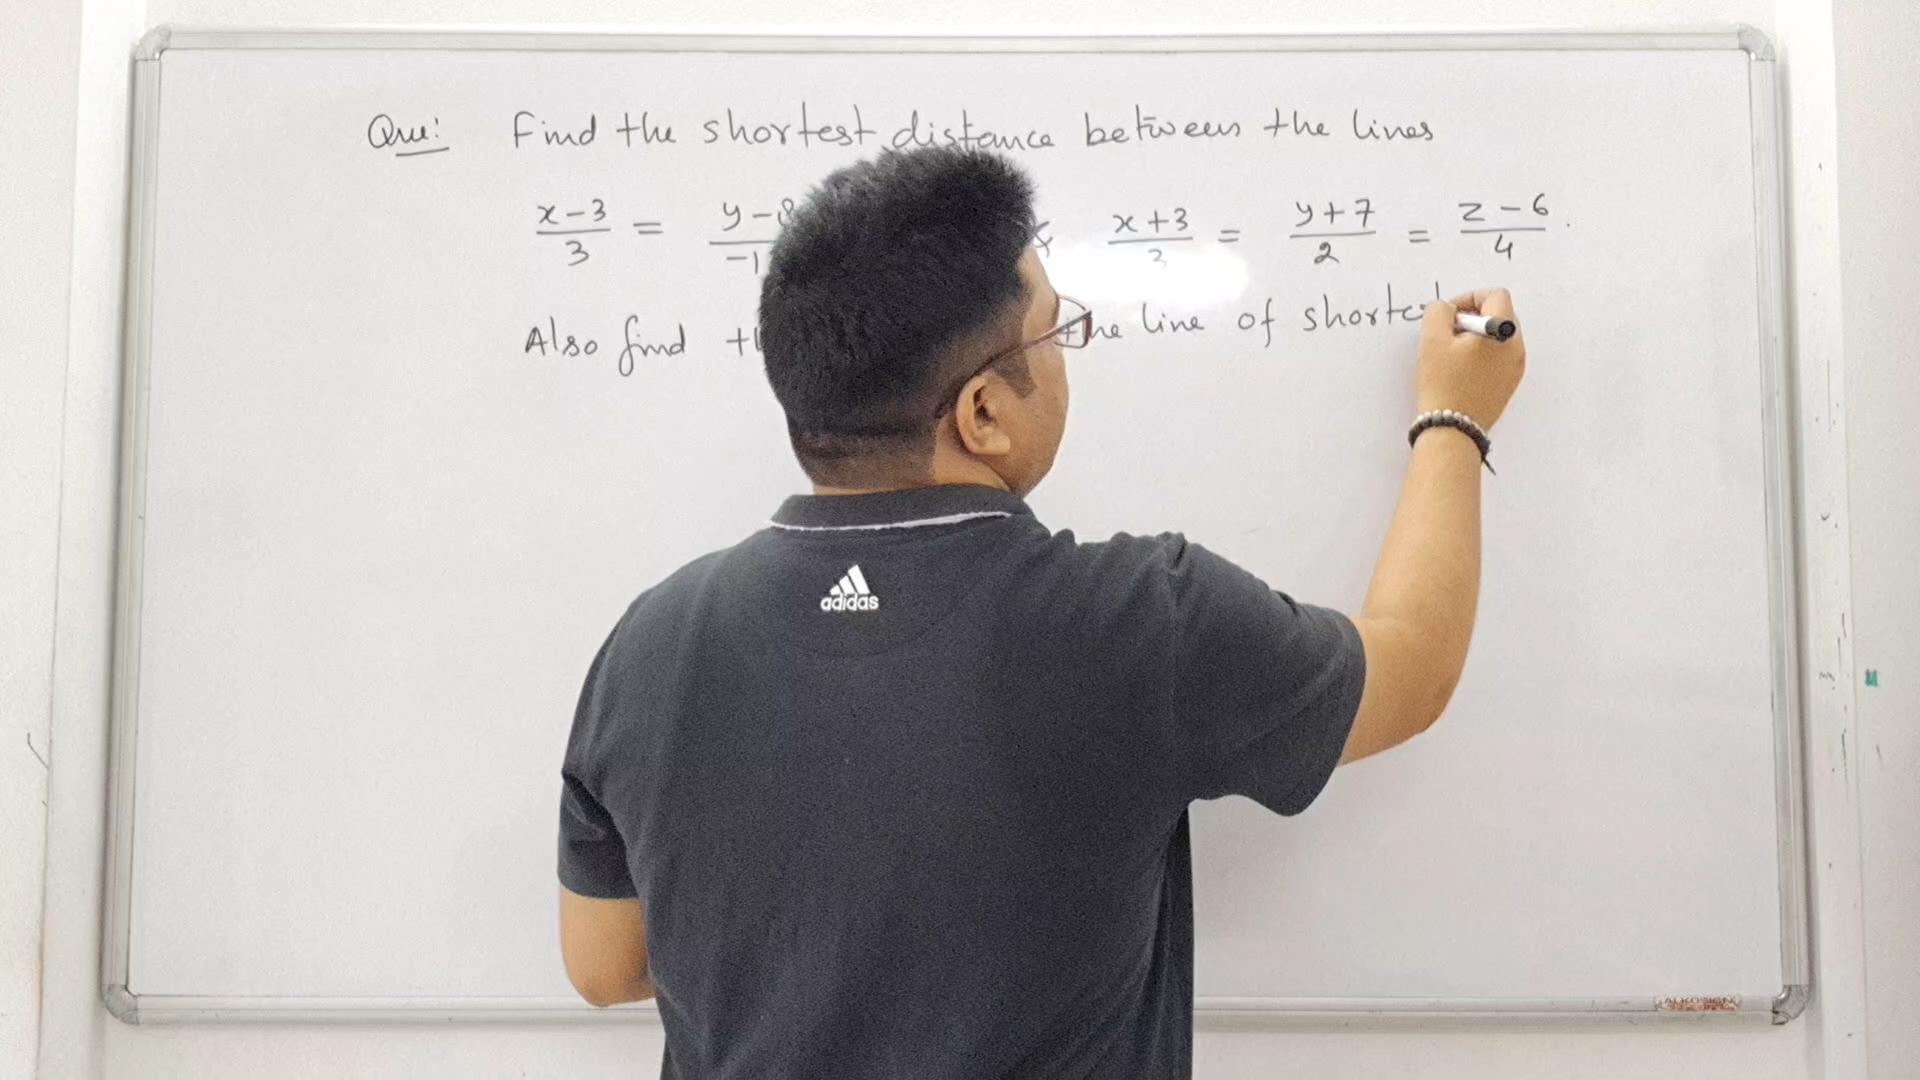 Que: Find the shortest distance between the lines
x-3/3 = y-8/-1 & x+3/3 = y+7/2 = z-6/4.
Also find the line of shortest
adidas
ALKOSIGN